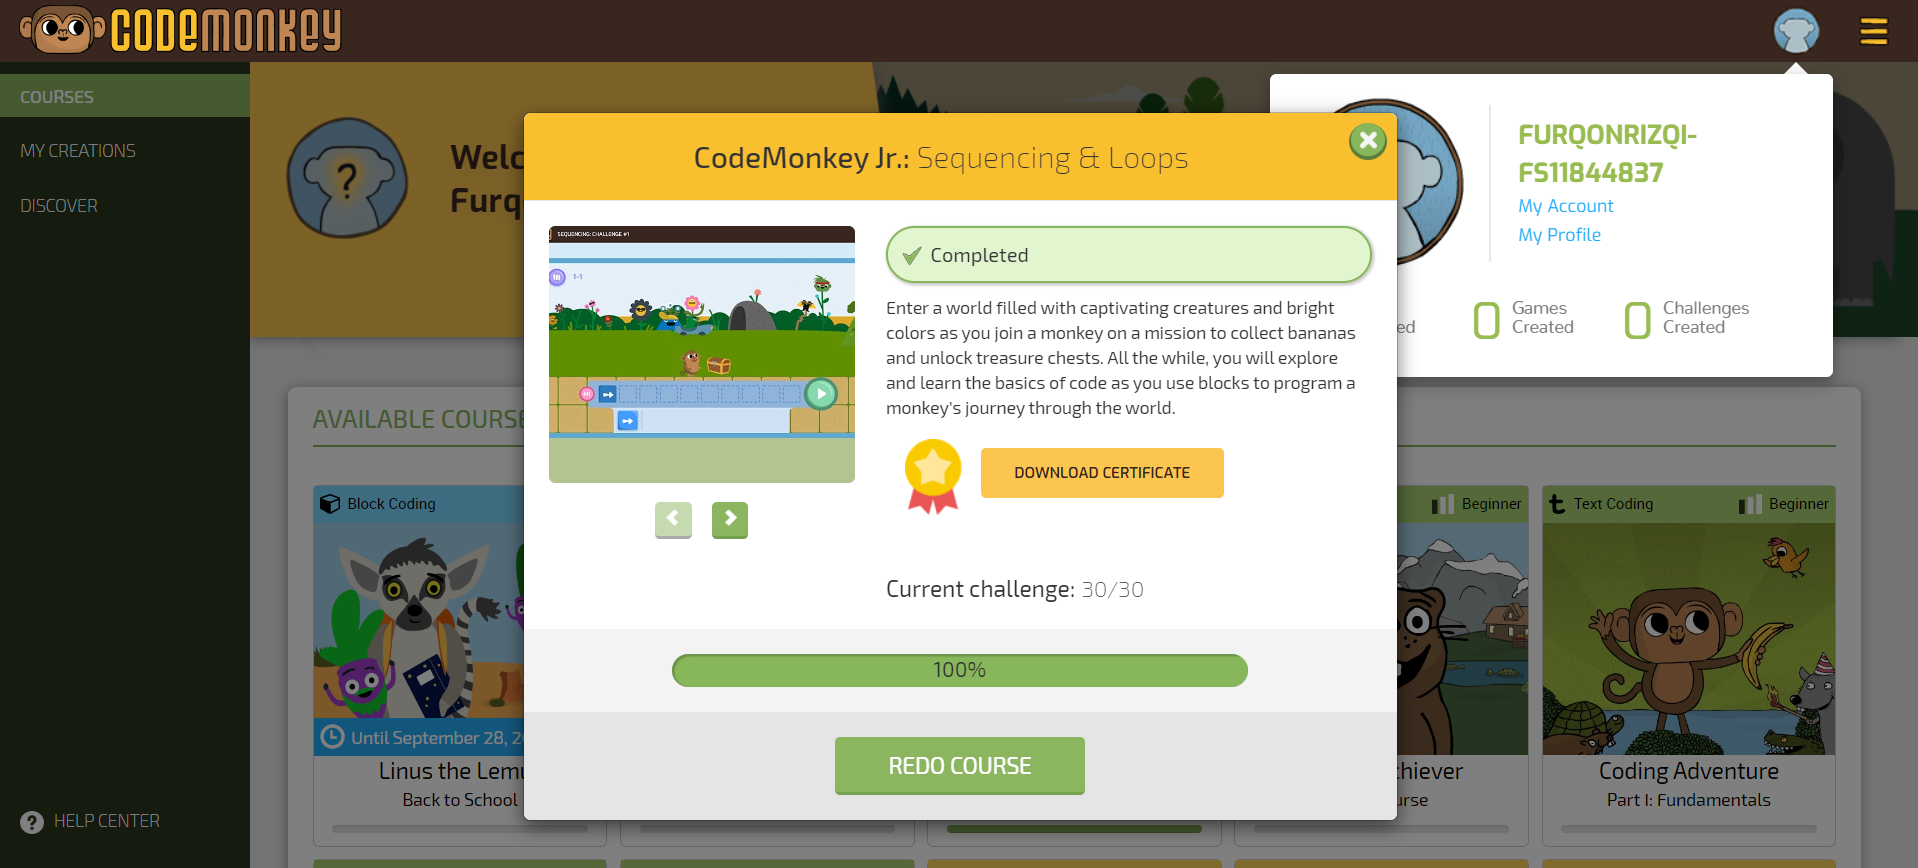 CODEMONKEY
COURSES
MY CREATIONS
DISCOVER
HELP CENTER
Welc
Furq
FURQONRIZQI-
FS11844837
My Account
My Profile
ed
0 Games
Created
0 Challenges
Created
CodeMonkey Jr.: Sequencing & Loops
SEQUENCING: CHALLENGE #1
1-1
Completed
Enter a world filled with captivating creatures and bright
colors as you join a monkey on a mission to collect bananas
and unlock treasure chests. All the while, you will explore
and learn the basics of code as you use blocks to program a
monkey's journey through the world.
DOWNLOAD CERTIFICATE
Current challenge: 30/30
100%
REDO COURSE
AVAILABLE COURSE
Block Coding
Until September 28, 2
Linus the Lemu
Back to School
Beginner
hiever
urse
Text Coding
Beginner
Coding Adventure
Part I: Fundamentals